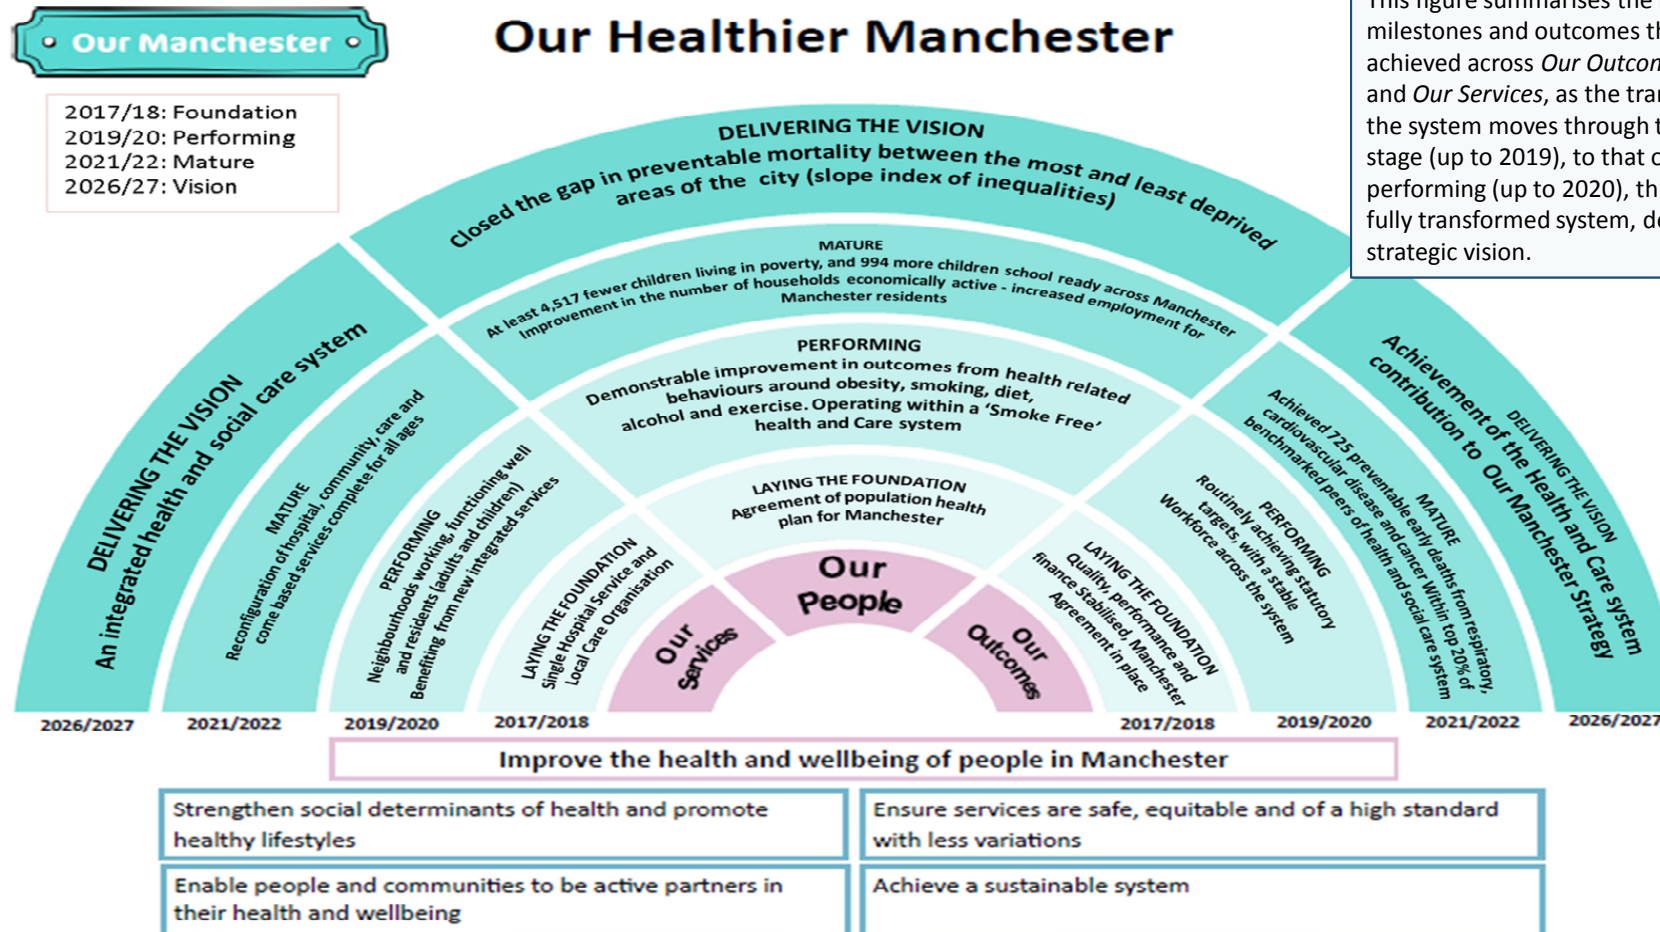 Our Manchester
Our Healthier Manchester
2017/18: Foundation
2019/20: Performing
2021/22: Mature
2026/27: Vision
This figure summarises the
milestones and outcomes
achieved across Our
and Our Services, as the
the system moves through
stage (up to 2019), to that
performing (up to 2020),
fully transformed system,
strategic vision.
DELIVERING THE VISION
Closed the gap in preventable mortality between the most and least deprived
areas of the city (slope index of inequalities)
MATURE
At least 4,517 fewer children living in poverty, and 994 more children school ready across Manchester
Improvement in the number of households economically active - increased employment for
Manchester residents
PERFORMING
Demonstrable improvement in outcomes from health related
behaviours around obesity, smoking, diet,
alcohol and exercise. Operating within a ‘Smoke Free’
health and Care system
LAYING THE FOUNDATION
Agreement of population health
plan for Manchester
Our
People
DELIVERING THE VISION
An integrated health and social care system
MATURE
Reconfiguration of hospital, community, care and
come based services complete for all ages
PERFORMING
Neighbourhoods working, functioning well
and residents (adults and children)
Benefiting from new integrated services
LAYING THE FOUNDATION
Single Hospital Service and
Local Care Organisation
Our
Services
Our
Outcomes
LAYING THE FOUNDATION
Quality, performance and
finance Stabilised, Manchester
Agreement in place
PERFORMING
Routinely achieving statutory
targets, with a stable
Workforce across the system
MATURE
Achieved 725 preventable early deaths from respiratory,
cardiovascular disease and cancer Within top 20% of
benchmarked peers of health and social care system
DELIVERING THE VISION
Achievement of the Health and Care system
contribution to Our Manchester Strategy
2026/2027
2021/2022
2019/2020
2017/2018
2017/2018
2019/2020
2021/2022
2026/2027
Improve the health and wellbeing of people in Manchester
Strengthen social determinants of health and promote
healthy lifestyles
Ensure services are safe, equitable and of a high standard
with less variations
Enable people and communities to be active partners in
their health and wellbeing
Achieve a sustainable system